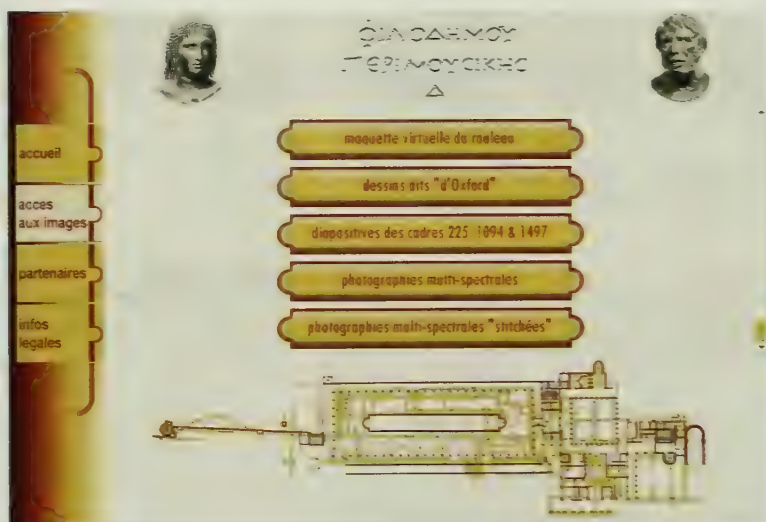 ΦΙΛΟΔΗΜΟΥ
ΠΕΡΙ ΜΟΥCΙΚΗC
Δ
accueil
acces
aux images
partenaires
infos
legales
maquette virtuelle du rouleau
dessins dits "d'Oxford"
diapositives des cadres 225 1094 & 1497
photographies multi-spectrales
photographies multi-spectrales "stitchées"